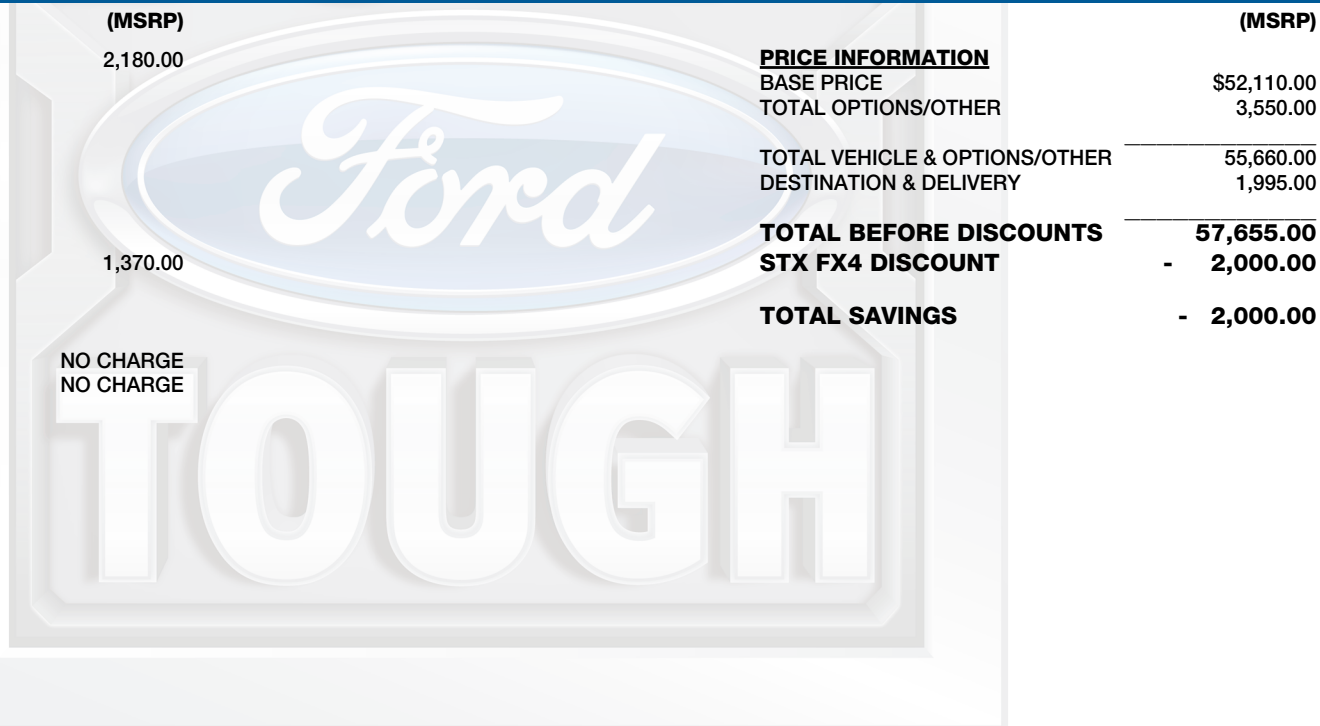 (MSRP)
2,180.00
1,370.00
NO CHARGE
NO CHARGE
Ford
TOUGH
(MSRP)
PRICE INFORMATION
BASE PRICE $52,110.00
TOTAL OPTIONS/OTHER 3,550.00
TOTAL VEHICLE & OPTIONS/OTHER 55,660.00
DESTINATION & DELIVERY 1,995.00
TOTAL BEFORE DISCOUNTS 57,655.00
STX FX4 DISCOUNT - 2,000.00
TOTAL SAVINGS - 2,000.00